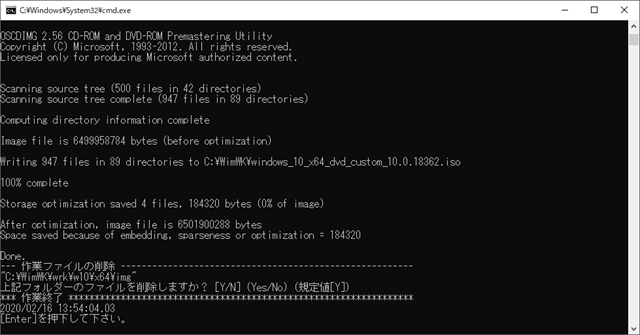 C:¥Windows¥System32¥cmd.exe
OSCDIMG 2.56 CD-ROM and DVD-ROM Premastering Utility
Copyright (C) Microsoft, 1993-2012. All rights reserved.
Licensed only for producing Microsoft authorized content.
Scanning source tree (500 files in 42 directories)
Scanning source tree complete (947 files in 89 directories)
Computing directory information complete
Image file is 6499958784 bytes (before optimization)
Writing 947 files in 89 directories to C:¥WimWK¥windows_10_x64_dvd_custom_10.0.18362.iso
100% complete
Storage optimization saved 4 files, 184320 bytes (0% of image)
After optimization, image file is 6501900288 bytes
Space saved because of embedding, sparseness or optimization = 184320
Done.
--- 作業ファイルの削除 ------------------------------------------------------
"C:¥WimWK¥wrk¥w10¥x64¥img"
上記フォルダーのファイルを削除しますか？ [Y/N] (Yes/No) (規定値[Y])
*** 作業終了 ****************************************************************
2020/02/16 13:54:04.03
[Enter]を押下して下さい。